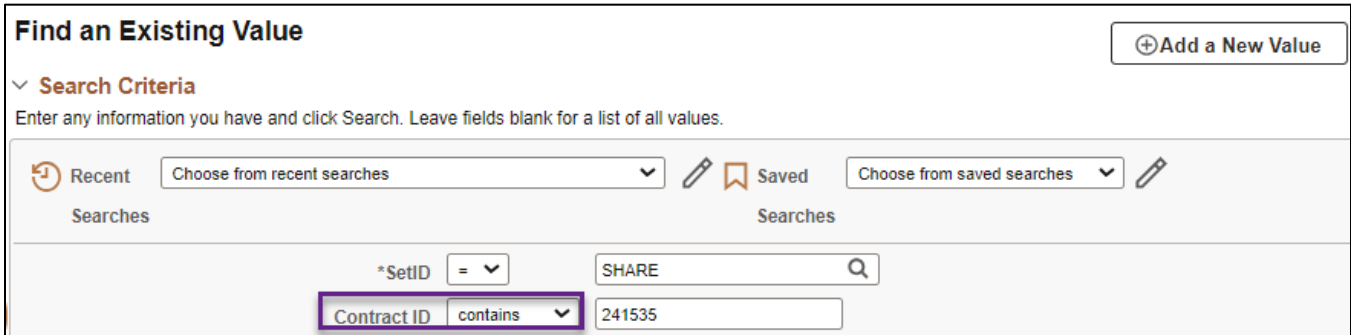 Find an Existing Value
Add a New Value
Search Criteria
Enter any information you have and click Search. Leave fields blank for a list of all values.
Recent Searches
Choose from recent searches
Saved Searches
Choose from saved searches
*SetID = SHARE
Contract ID contains 241535